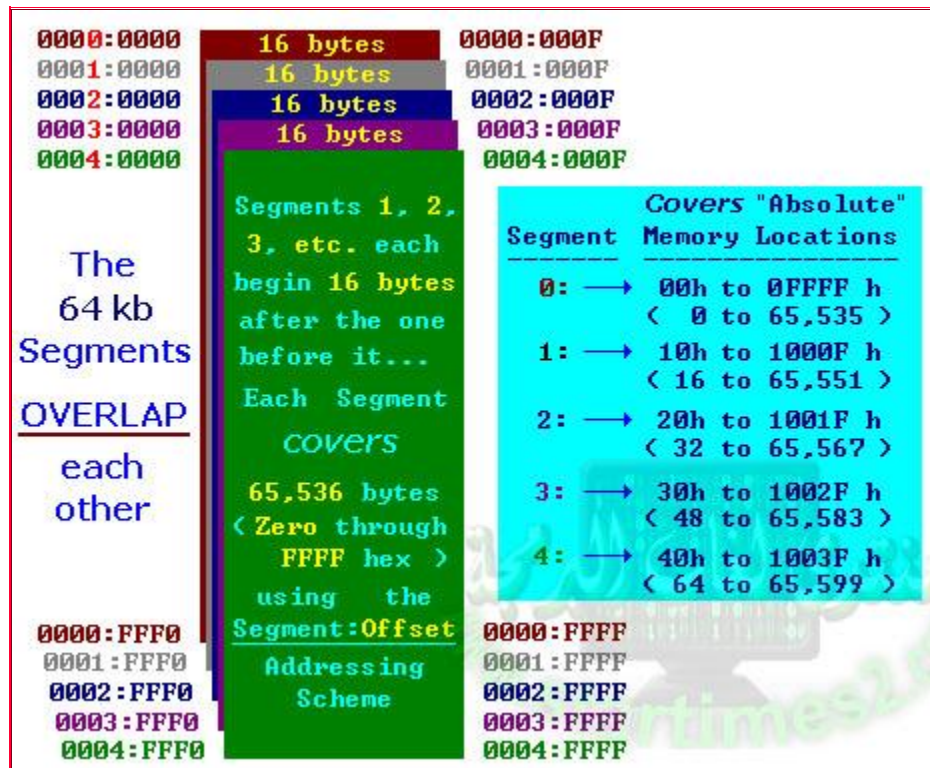 0000:0000 16 bytes 0000:000F
0001:0000 16 bytes 0001:000F
0002:0000 16 bytes 0002:000F
0003:0000 16 bytes 0003:000F
0004:0000 0004:000F
The
64 kb
Segments
OVERLAP
each
other
Segments 1, 2,
3, etc. each
begin 16 bytes
after the one
before it...
Each Segment
covers
65,536 bytes
( Zero through
FFFF hex )
using the
Segment:Offset
Addressing
Scheme
Covers "Absolute"
Segment Memory Locations
0: → 00h to 0FFFF h
( 0 to 65,535 )
1: → 10h to 1000F h
( 16 to 65,551 )
2: → 20h to 1001F h
( 32 to 65,567 )
3: → 30h to 1002F h
( 48 to 65,583 )
4: → 40h to 1003F h
( 64 to 65,599 )
0000:FFF0 0000:FFFF
0001:FFF0 0001:FFFF
0002:FFF0 0002:FFFF
0003:FFF0 0003:FFFF
0004:FFF0 0004:FFFF